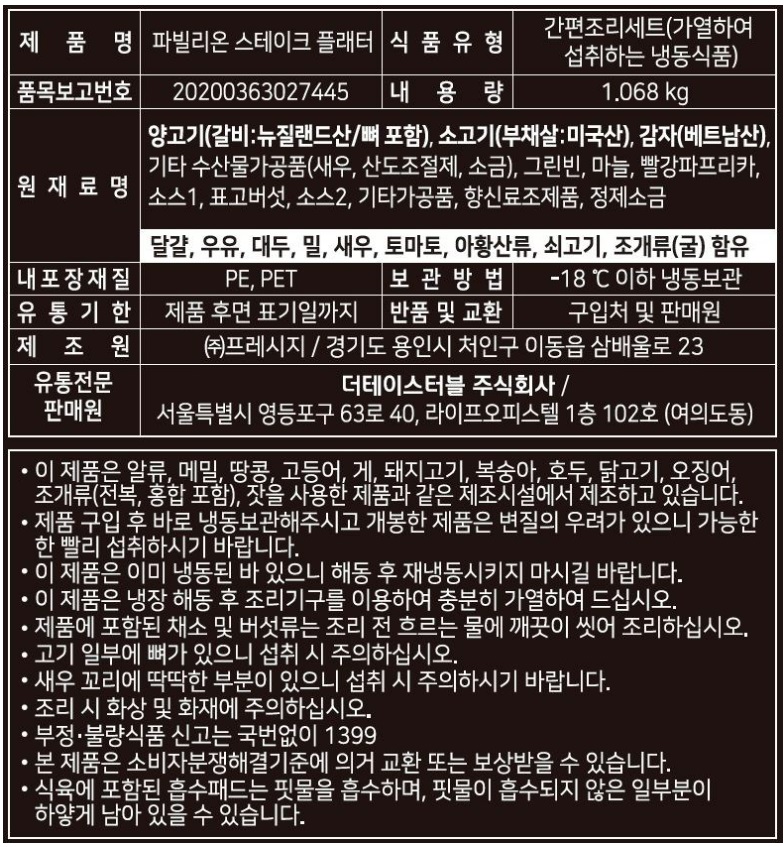 제품명 파빌리온 스테이크 플래터 식품유형 간편조리세트(가열하여
섭취하는 냉동식품)
품목보고번호 20200363027445 내용량 1.068 kg
원재료명 양고기(갈비:뉴질랜드산/뼈 포함), 소고기(부채살:미국산), 감자(베트남산),
기타 수산물가공품(새우, 산도조절제, 소금), 그린빈, 마늘, 빨강파프리카,
소스1, 표고버섯, 소스2, 기타가공품, 향신료조제품, 정제소금
달걀, 우유, 대두, 밀, 새우, 토마토, 아황산류, 쇠고기, 조개류(굴) 함유
내포장재질 PE, PET 보관방법 -18 ℃ 이하 냉동보관
유통기한 제품 후면 표기일까지 반품 및 교환 구입처 및 판매원
제조원 ㈜프레시지 / 경기도 용인시 처인구 이동읍 삼배울로 23
유통전문
판매원
더테이스터블 주식회사 /
서울특별시 영등포구 63로 40, 라이프오피스텔 1층 102호 (여의도동)
• 이 제품은 알류, 메밀, 땅콩, 고등어, 게, 돼지고기, 복숭아, 호두, 닭고기, 오징어,
조개류(전복, 홍합 포함), 잣을 사용한 제품과 같은 제조시설에서 제조하고 있습니다.
• 제품 구입 후 바로 냉동보관해주시고 개봉한 제품은 변질의 우려가 있으니 가능한
한 빨리 섭취하시기 바랍니다.
• 이 제품은 이미 냉동된 바 있으니 해동 후 재냉동시키지 마시길 바랍니다.
• 이 제품은 냉장 해동 후 조리기구를 이용하여 충분히 가열하여 드십시오.
• 제품에 포함된 채소 및 버섯류는 조리 전 흐르는 물에 깨끗이 씻어 조리하십시오.
• 고기 일부에 뼈가 있으니 섭취 시 주의하십시오.
• 새우 꼬리에 딱딱한 부분이 있으니 섭취 시 주의하시기 바랍니다.
• 조리 시 화상 및 화재에 주의하십시오.
• 부정·불량식품 신고는 국번없이 1399
• 본 제품은 소비자분쟁해결기준에 의거 교환 또는 보상받을 수 있습니다.
• 식육에 포함된 흡수패드는 핏물을 흡수하며, 핏물이 흡수되지 않은 일부분이
하얗게 남아 있을 수 있습니다.